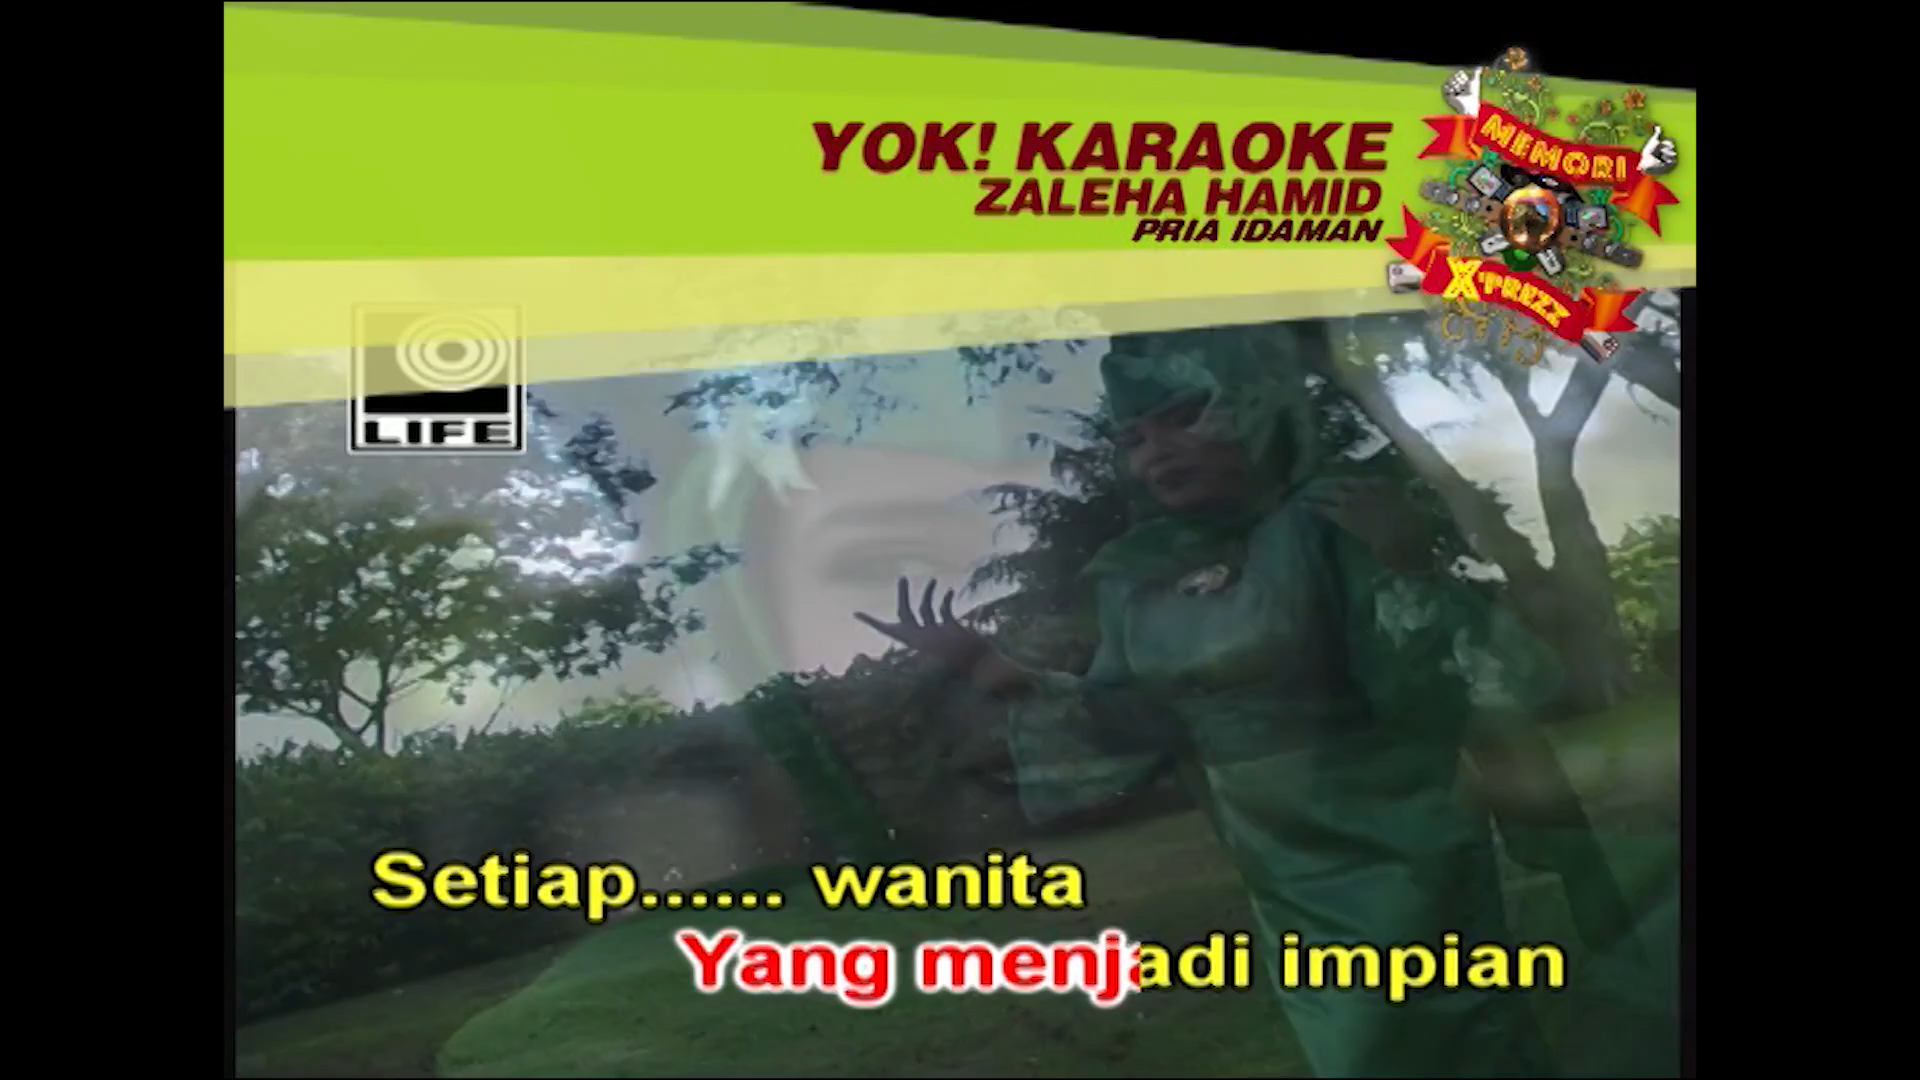 YOK! KARAOKE
ZALEHA HAMID
PRIA IDAMAN
MEMORI
X'PREZZ
LIFE
Setiap...... wanita
Yang menjadi impian